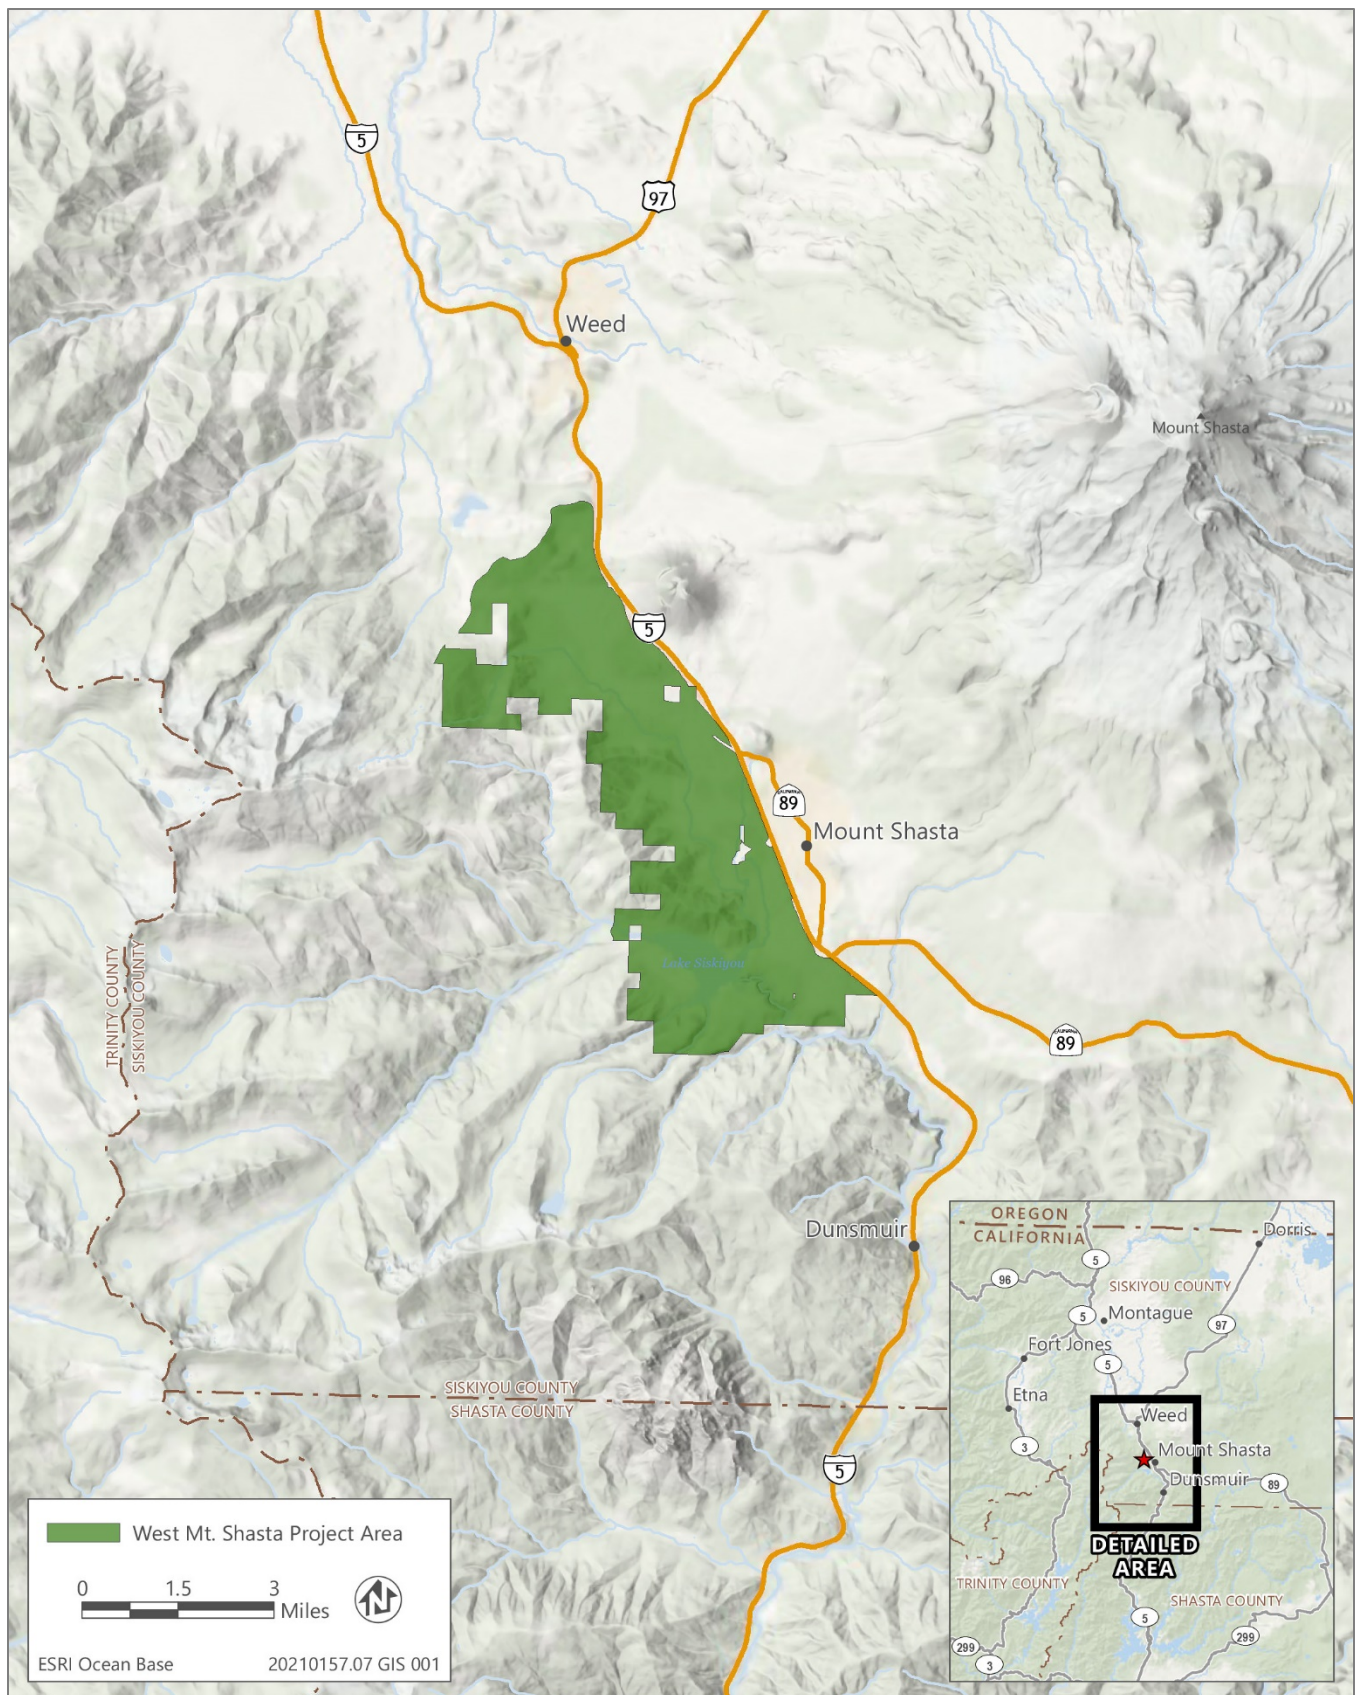 5
97
Weed
Mount Shasta
5
89
Mount Shasta
Lake Siskiyou
TRINITY COUNTY
SISKIYOU COUNTY
89
Dunsmuir
SISKIYOU COUNTY
SHASTA COUNTY
5
West Mt. Shasta Project Area
0 1.5 3
Miles
N
ESRI Ocean Base 20210157.07 GIS 001
OREGON
CALIFORNIA
Dorris
5
96
SISKIYOU COUNTY
5
Montague
97
Fort Jones
5
Etna
Weed
3
Mount Shasta
Dunsmuir
89
DETAILED
AREA
TRINITY COUNTY
SHASTA COUNTY
5
299
299
3